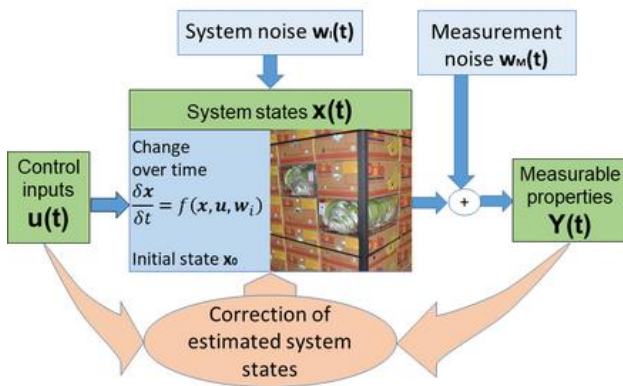 System noise wᵢ(t)
Measurement
noise wM(t)
System states x(t)
Control
inputs
u(t)
Change
over time
δx/δt = f(x, u, wᵢ)
Initial state x₀
+
Measurable
properties
Y(t)
Correction of
estimated system
states